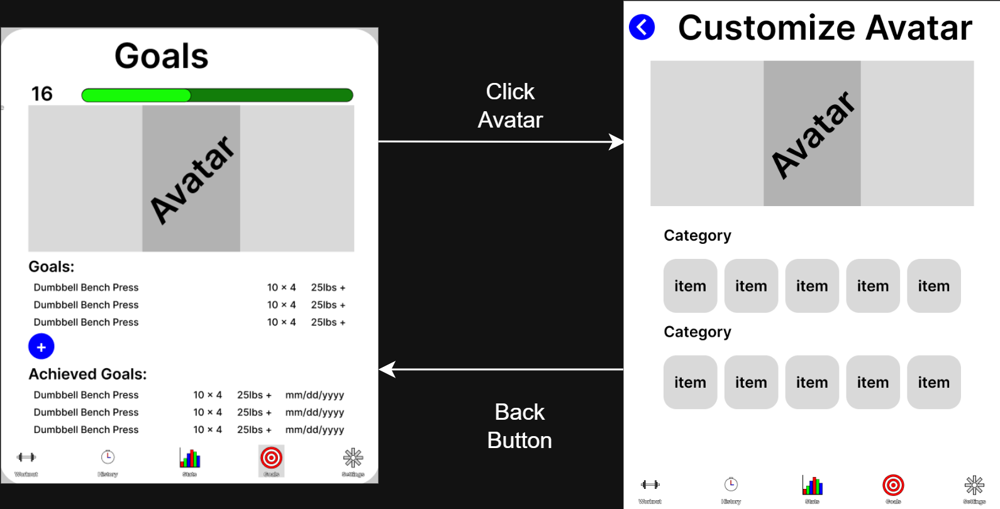 Goals
16
Avatar
Goals:
Dumbbell Bench Press 10 × 4 25lbs +
Dumbbell Bench Press 10 × 4 25lbs +
Dumbbell Bench Press 10 × 4 25lbs +
+
Achieved Goals:
Dumbbell Bench Press 10 × 4 25lbs + mm/dd/yyyy
Dumbbell Bench Press 10 × 4 25lbs + mm/dd/yyyy
Dumbbell Bench Press 10 × 4 25lbs + mm/dd/yyyy
Workout History Stats Goals Settings
Click
Avatar
Back
Button
Customize Avatar
Avatar
Category
item item item item item
Category
item item item item item
Workout History Stats Goals Settings